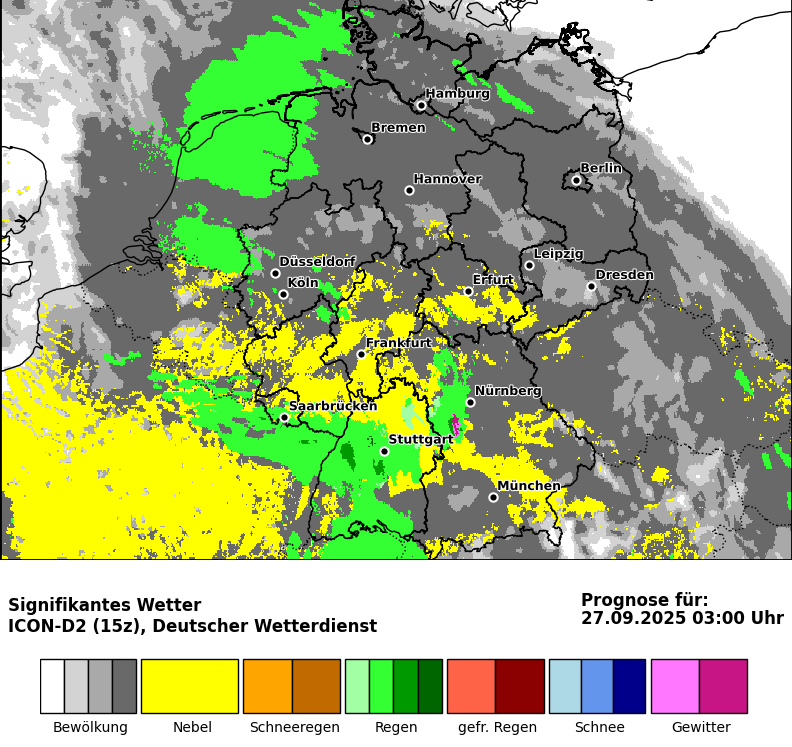 Hamburg
Bremen
Berlin
Hannover
Leipzig
Düsseldorf
Dresden
Erfurt
Köln
Frankfurt
Nürnberg
Saarbrücken
Stuttgart
München
Signifikantes Wetter
ICON-D2 (15z), Deutscher Wetterdienst
Prognose für:
27.09.2025 03:00 Uhr
Bewölkung Nebel Schneeregen Regen gefr. Regen Schnee Gewitter